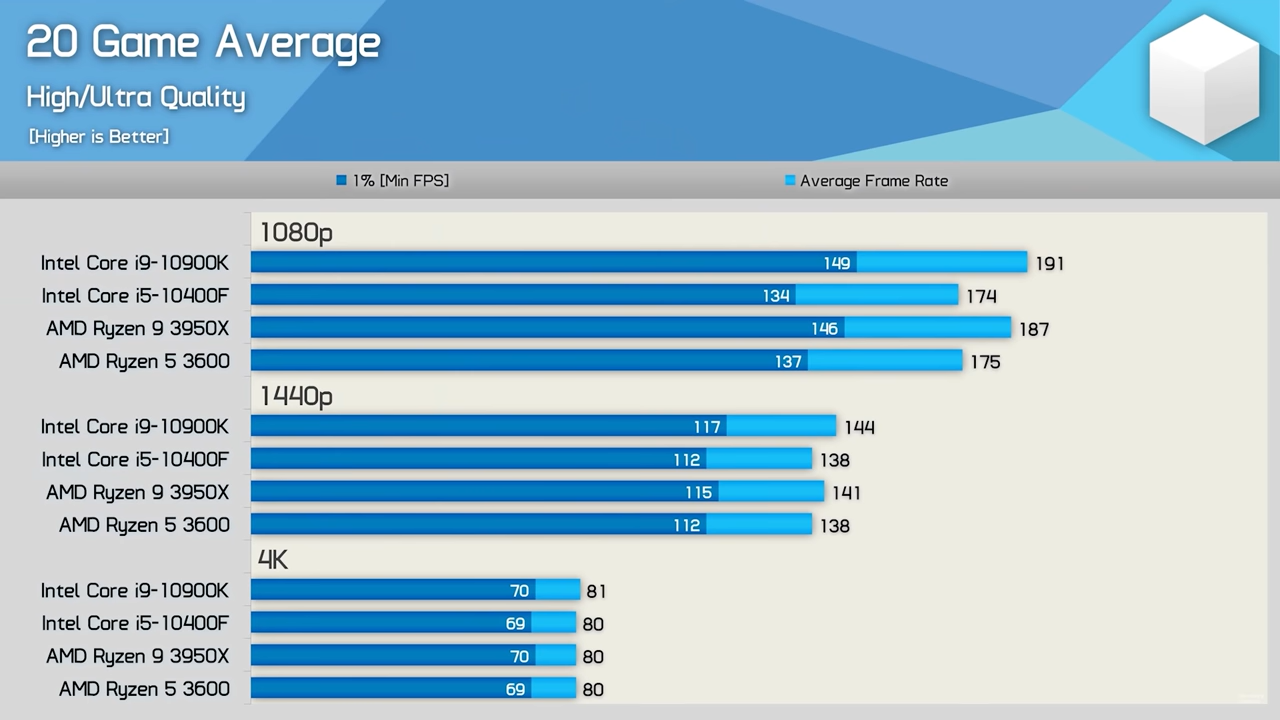 20 Game Average
High/Ultra Quality
[Higher is Better]
1% [Min FPS] Average Frame Rate
1080p
Intel Core i9-10900K 149 191
Intel Core i5-10400F 134 174
AMD Ryzen 9 3950X 146 187
AMD Ryzen 5 3600 137 175
1440p
Intel Core i9-10900K 117 144
Intel Core i5-10400F 112 138
AMD Ryzen 9 3950X 115 141
AMD Ryzen 5 3600 112 138
4K
Intel Core i9-10900K 70 81
Intel Core i5-10400F 69 80
AMD Ryzen 9 3950X 70 80
AMD Ryzen 5 3600 69 80